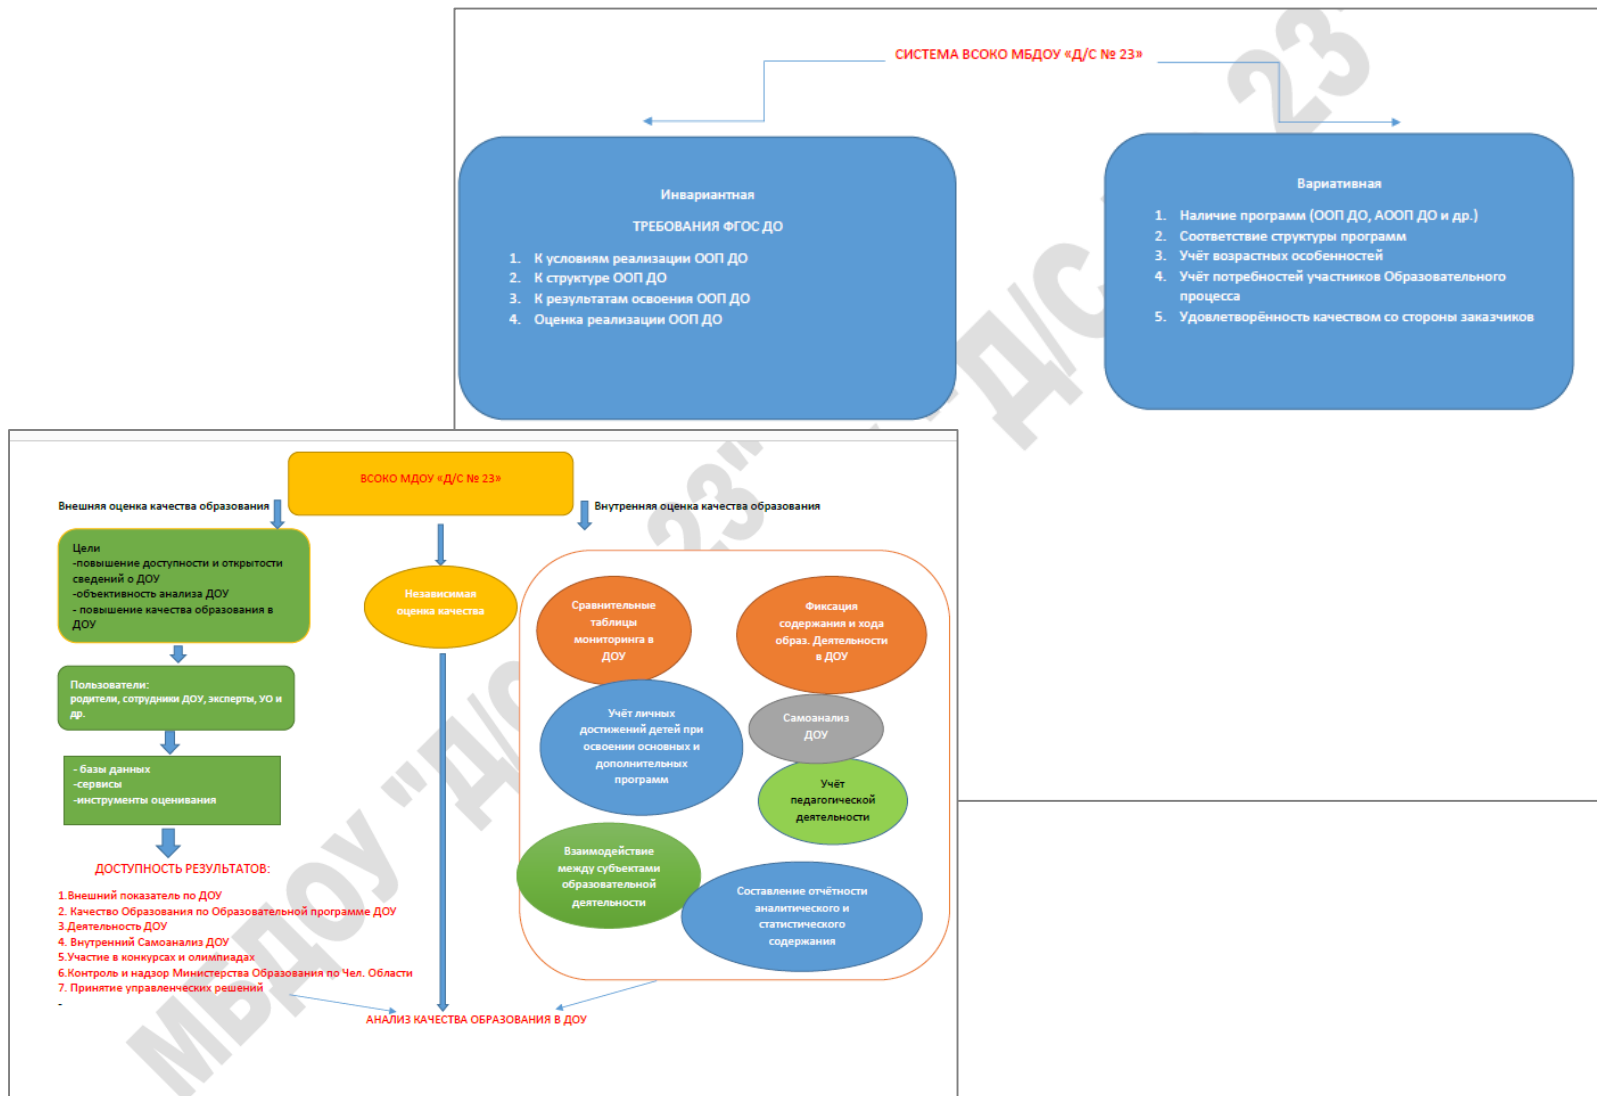 СИСТЕМА ВСОКО МБДОУ «Д/С № 23»
Инвариантная
ТРЕБОВАНИЯ ФГОС ДО
1. К условиям реализации ООП ДО
2. К структуре ООП ДО
3. К результатам освоения ООП ДО
4. Оценка реализации ООП ДО
Вариативная
1. Наличие программ (ООП ДО, АООП ДО и др.)
2. Соответствие структуры программ
3. Учёт возрастных особенностей
4. Учёт потребностей участников Образовательного
процесса
5. Удовлетворённость качеством со стороны заказчиков
ВСОКО МДОУ «Д/С № 23»
Внешняя оценка качества образования
Внутренняя оценка качества образования
Цели
-повышение доступности и открытости
сведений о ДОУ
-объективность анализа ДОУ
- повышение качества образования в
ДОУ
Пользователи:
родители, сотрудники ДОУ, эксперты, УО и
др.
- базы данных
-сервисы
-инструменты оценивания
ДОСТУПНОСТЬ РЕЗУЛЬТАТОВ:
1.Внешний показатель по ДОУ
2. Качество Образования по Образовательной программе ДОУ
3.Деятельность ДОУ
4. Внутренний Самоанализ ДОУ
5.Участие в конкурсах и олимпиадах
6.Контроль и надзор Министерства Образования по Чел. Области
7. Принятие управленческих решений
-
Независимая
оценка качества
Сравнительные
таблицы
мониторинга в
ДОУ
Фиксация
содержания и хода
образ. Деятельности
в ДОУ
Учёт личных
достижений детей при
освоении основных и
дополнительных
программ
Самоанализ
ДОУ
Учёт
педагогической
деятельности
Взаимодействие
между субъектами
образовательной
деятельности
Составление отчётности
аналитического и
статистического
содержания
АНАЛИЗ КАЧЕСТВА ОБРАЗОВАНИЯ В ДОУ
МБДОУ "Д/С 23"
"Д/С 23"